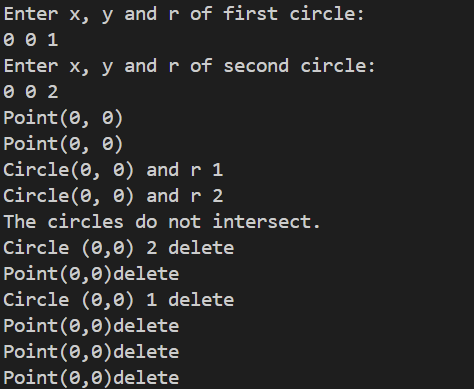 Enter x, y and r of first circle:
0 0 1
Enter x, y and r of second circle:
0 0 2
Point(0, 0)
Point(0, 0)
Circle(0, 0) and r 1
Circle(0, 0) and r 2
The circles do not intersect.
Circle (0,0) 2 delete
Point(0,0)delete
Circle (0,0) 1 delete
Point(0,0)delete
Point(0,0)delete
Point(0,0)delete